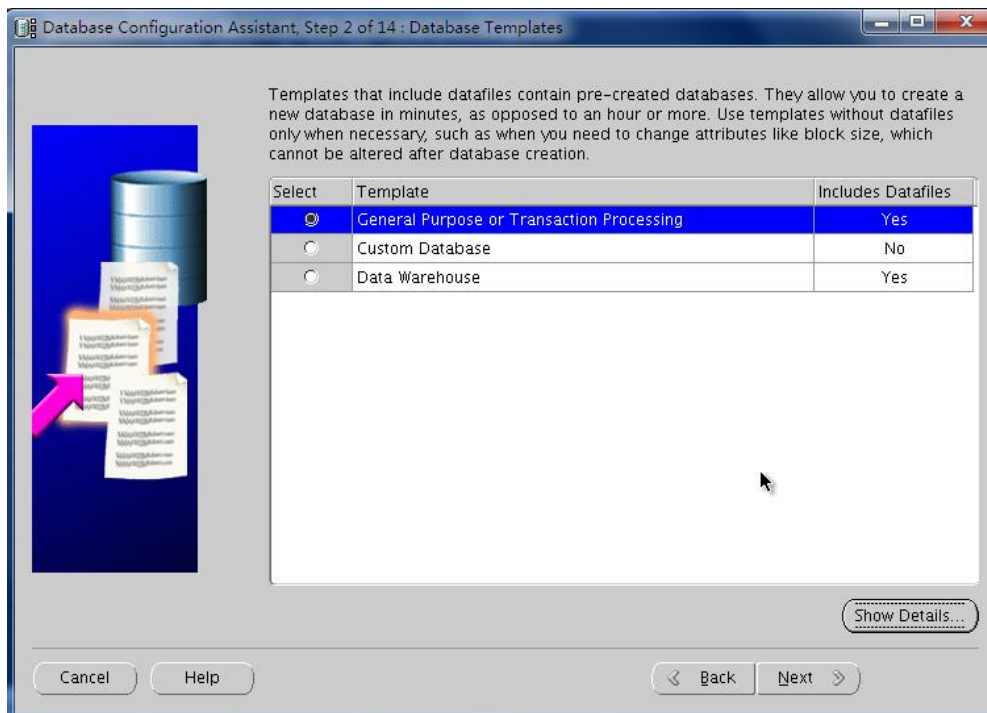 Database Configuration Assistant, Step 2 of 14 : Database Templates
Templates that include datafiles contain pre-created databases. They allow you to create a
new database in minutes, as opposed to an hour or more. Use templates without datafiles
only when necessary, such as when you need to change attributes like block size, which
cannot be altered after database creation.
Select Template Includes Datafiles
General Purpose or Transaction Processing Yes
Custom Database No
Data Warehouse Yes
Show Details...
Cancel Help Back Next